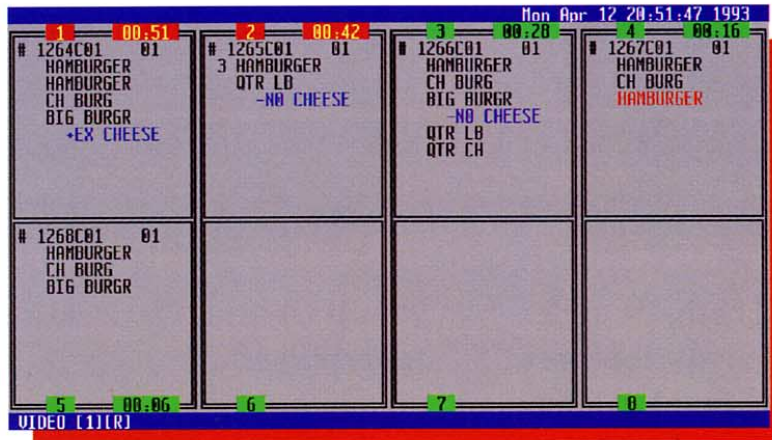 Mon Apr 12 20:51:47 1993
1 00:51
# 1264C01 01
HAMBURGER
HAMBURGER
CH BURG
BIG BURGR
+EX CHEESE
2 00:42
# 1265C01 01
3 HAMBURGER
QTR LB
-NO CHEESE
3 00:28
# 1266C01 01
HAMBURGER
CH BURG
BIG BURGR
-NO CHEESE
QTR LB
QTR CH
4 00:16
# 1267C01 01
HAMBURGER
CH BURG
HAMBURGER
# 1268C01 01
HAMBURGER
CH BURG
BIG BURGR
5 00:06
6
7
8
VIDEO [1][R]